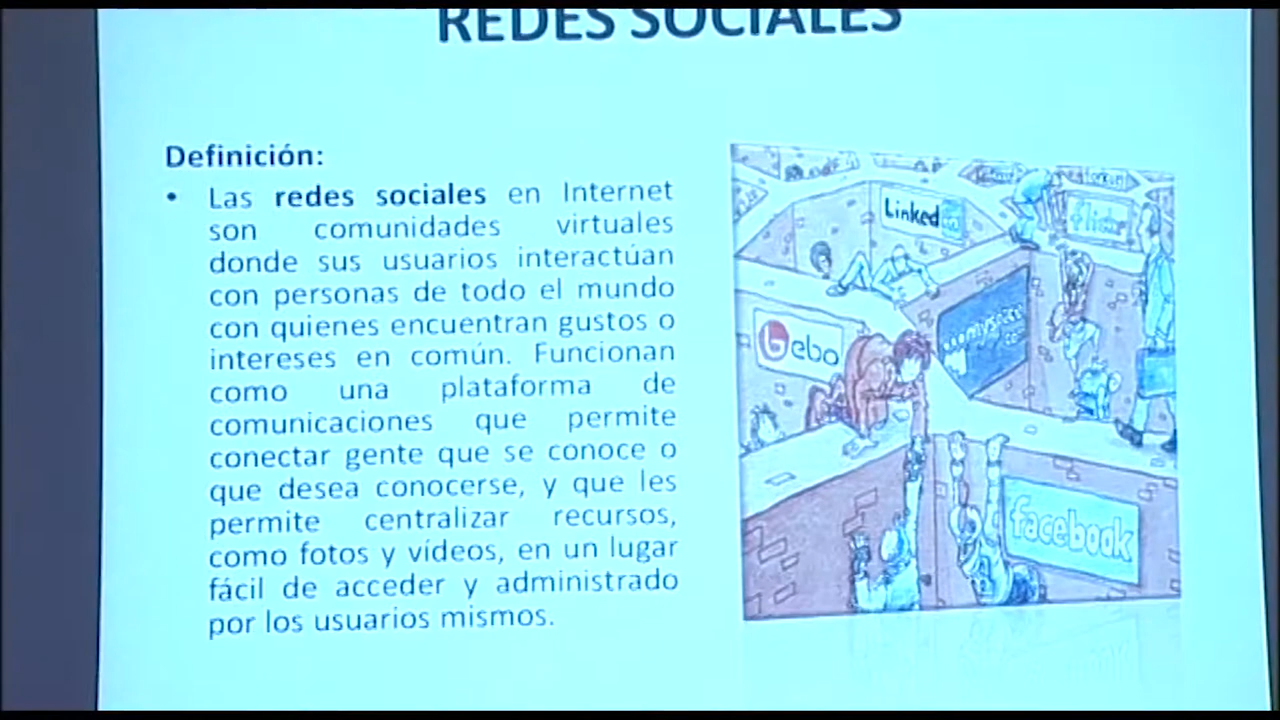 REDES SOCIALES
Definición:
• Las redes sociales en Internet
son comunidades virtuales
donde sus usuarios interactúan
con personas de todo el mundo
con quienes encuentran gustos o
intereses en común. Funcionan
como una plataforma de
comunicaciones que permite
conectar gente que se conoce o
que desea conocerse, y que les
permite centralizar recursos,
como fotos y vídeos, en un lugar
fácil de acceder y administrado
por los usuarios mismos.
Linked in
flickr
bebo
myspace
facebook